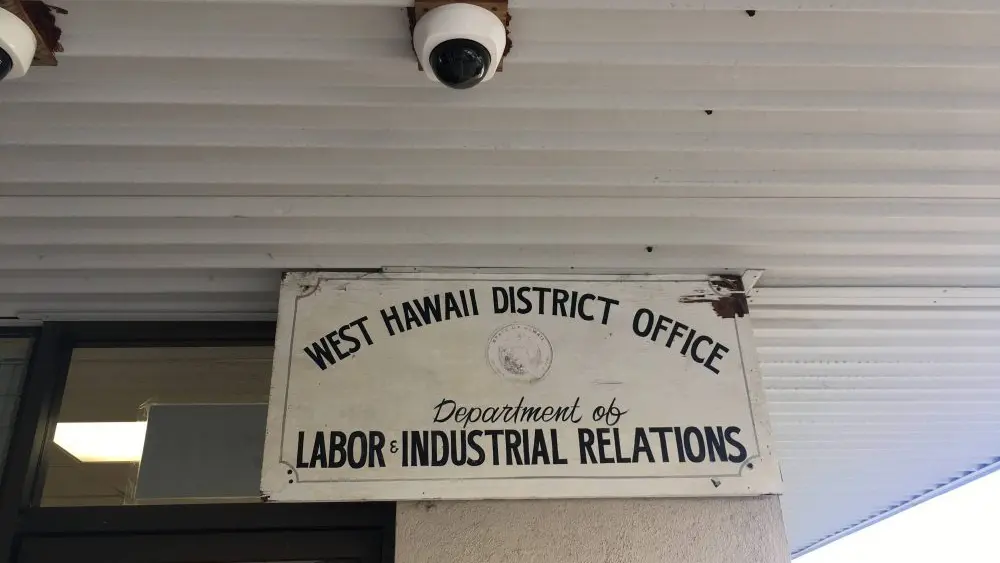 WEST HAWAII DISTRICT OFFICE
Department of
LABOR & INDUSTRIAL RELATIONS